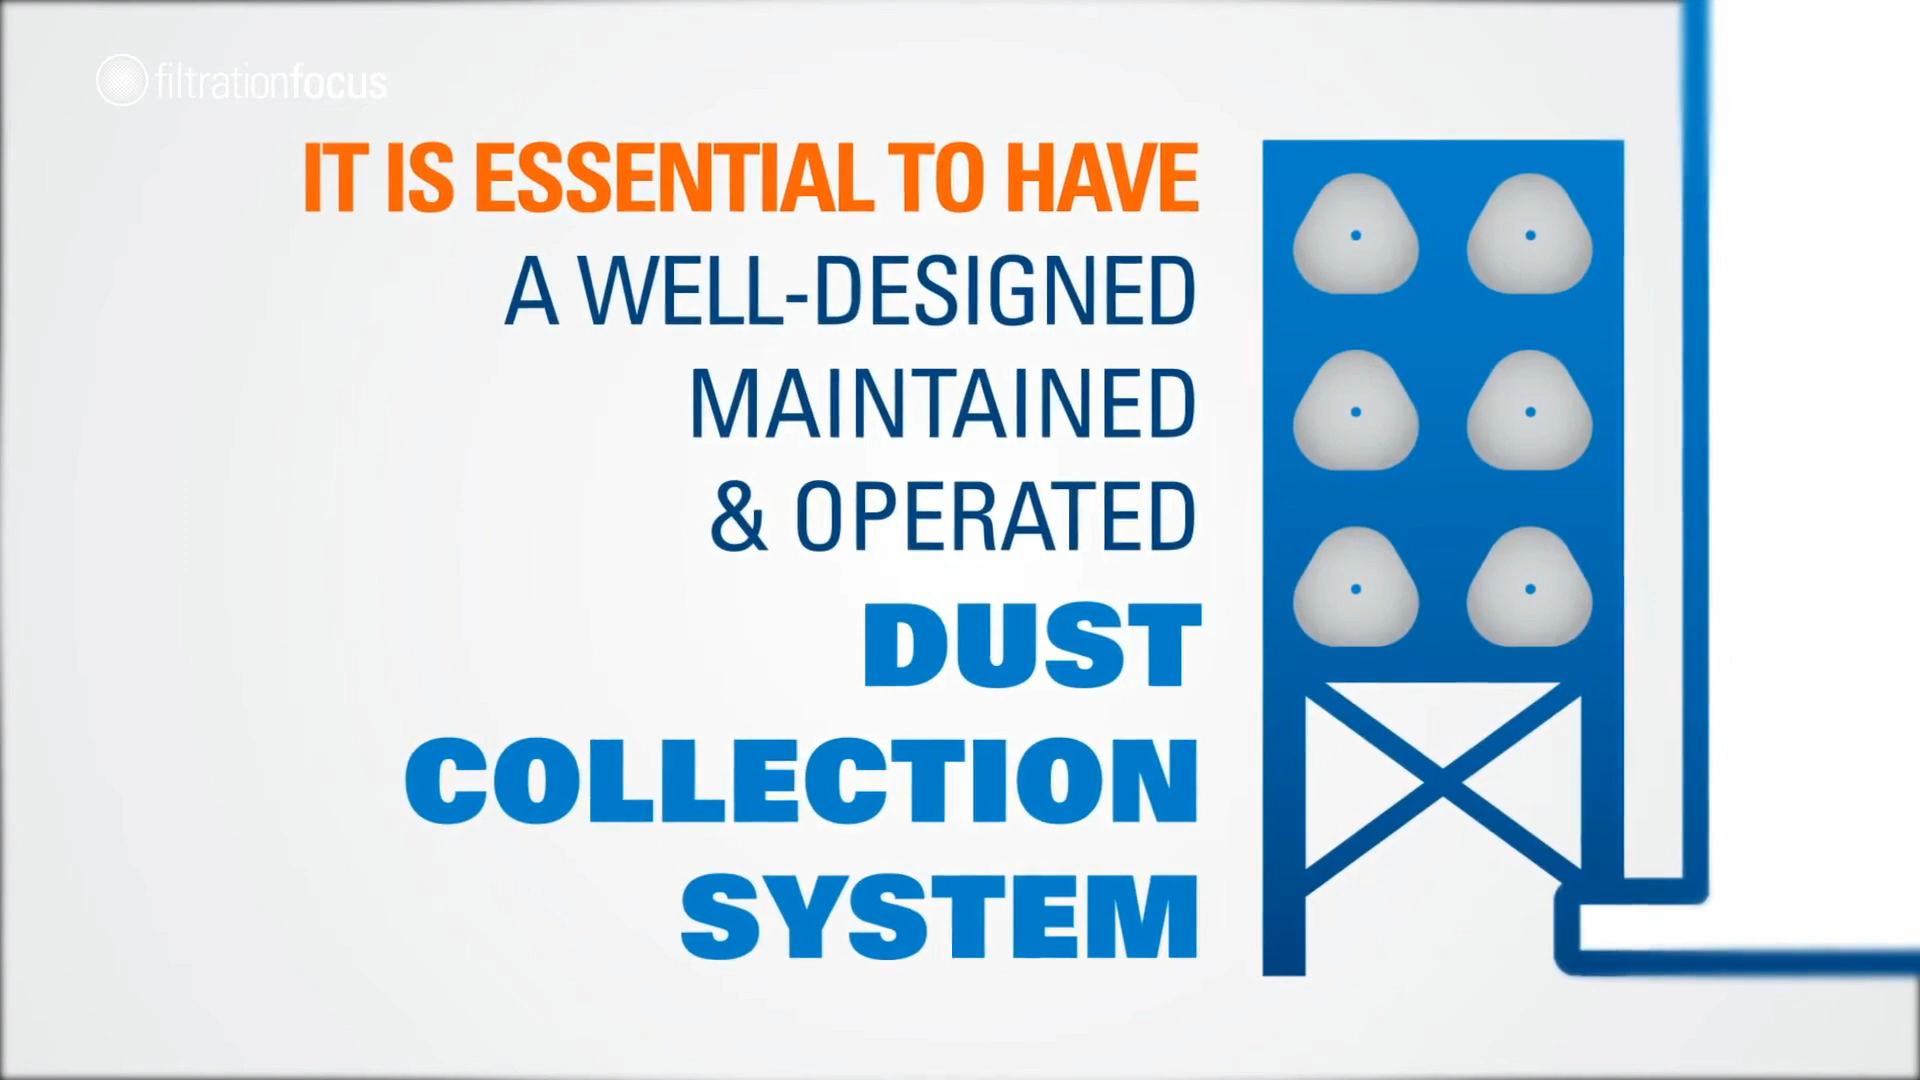 filtrationfocus
IT IS ESSENTIAL TO HAVE
A WELL-DESIGNED
MAINTAINED
& OPERATED
DUST
COLLECTION
SYSTEM